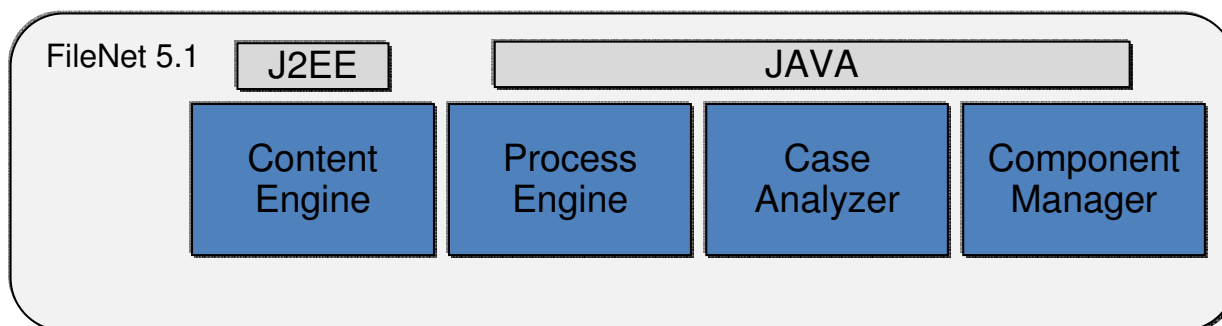 FileNet 5.1
J2EE
JAVA
Content
Engine
Process
Engine
Case
Analyzer
Component
Manager